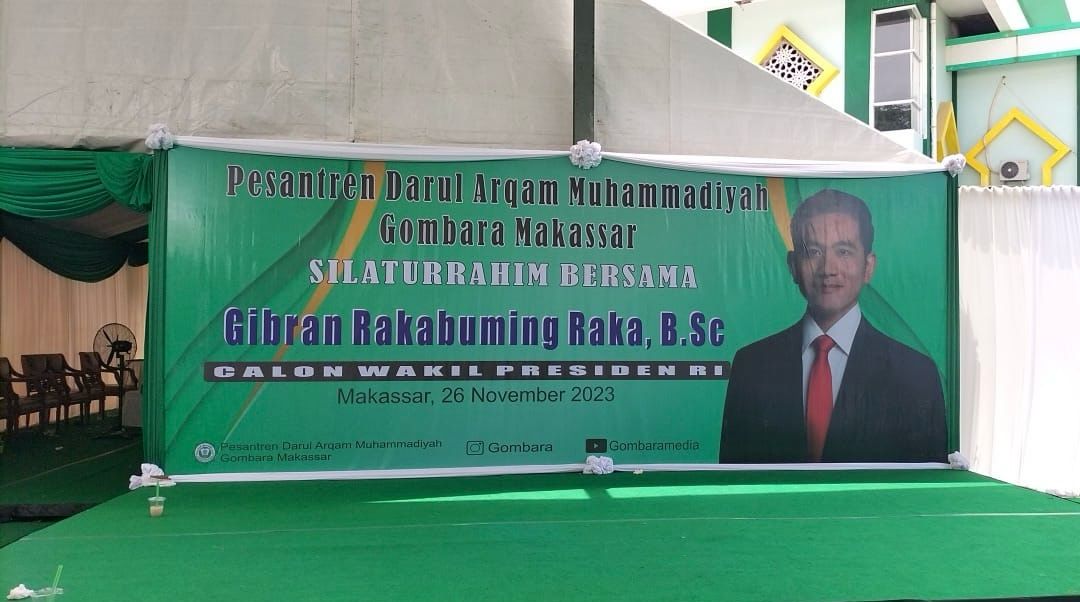 Pesantren Darul Arqam Muhammadiyah
Gombara Makassar
SILATURRAHIM BERSAMA
Gibran Rakabuming Raka, B.Sc
CALON WAKIL PRESIDEN RI
Makassar, 26 November 2023
Pesantren Darul Arqam Muhammadiyah
Gombara Makassar
Gombara
Gombaramedia